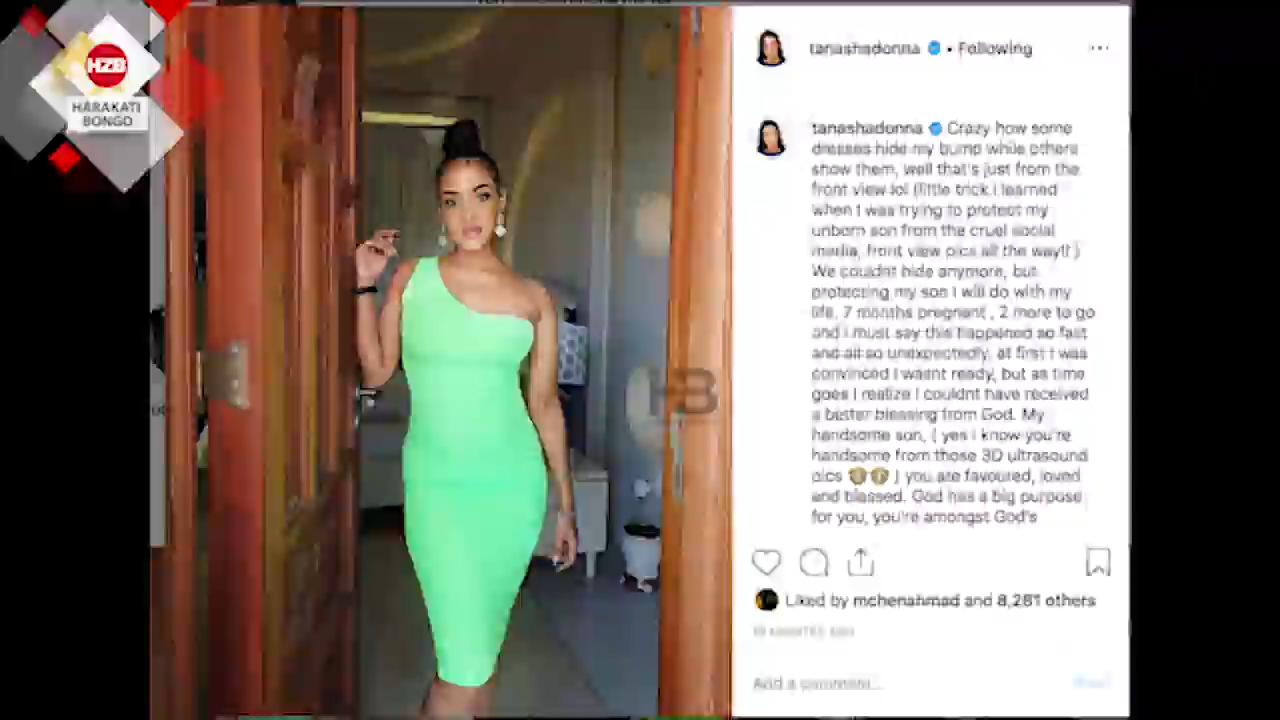 HZB
HARAKATI
BONGO
tanashadonna • Following
tanashadonna Crazy how some
dresses hide my bump while others
show them, well that's just from the
front view lol (little trick i learned
when I was trying to protect my
unborn son from the cruel social
media, front view pics all the way!! )
We couldnt hide anymore, but
protecting my son I will do with my
life. 7 months pregnant , 2 more to go
and i must say this happened so fast
and all so unexpectedly, at first I was
convinced I wasnt ready, but as time
goes I realize I couldnt have received
a better blessing from God. My
handsome son, ( yes i know you're
handsome from those 3D ultrasound
pics ) you are favoured, loved
and blessed. God has a big purpose
for you, you're amongst God's
Liked by mchenahmad and 8,281 others
MINUTES AGO
Add a comment...
Post